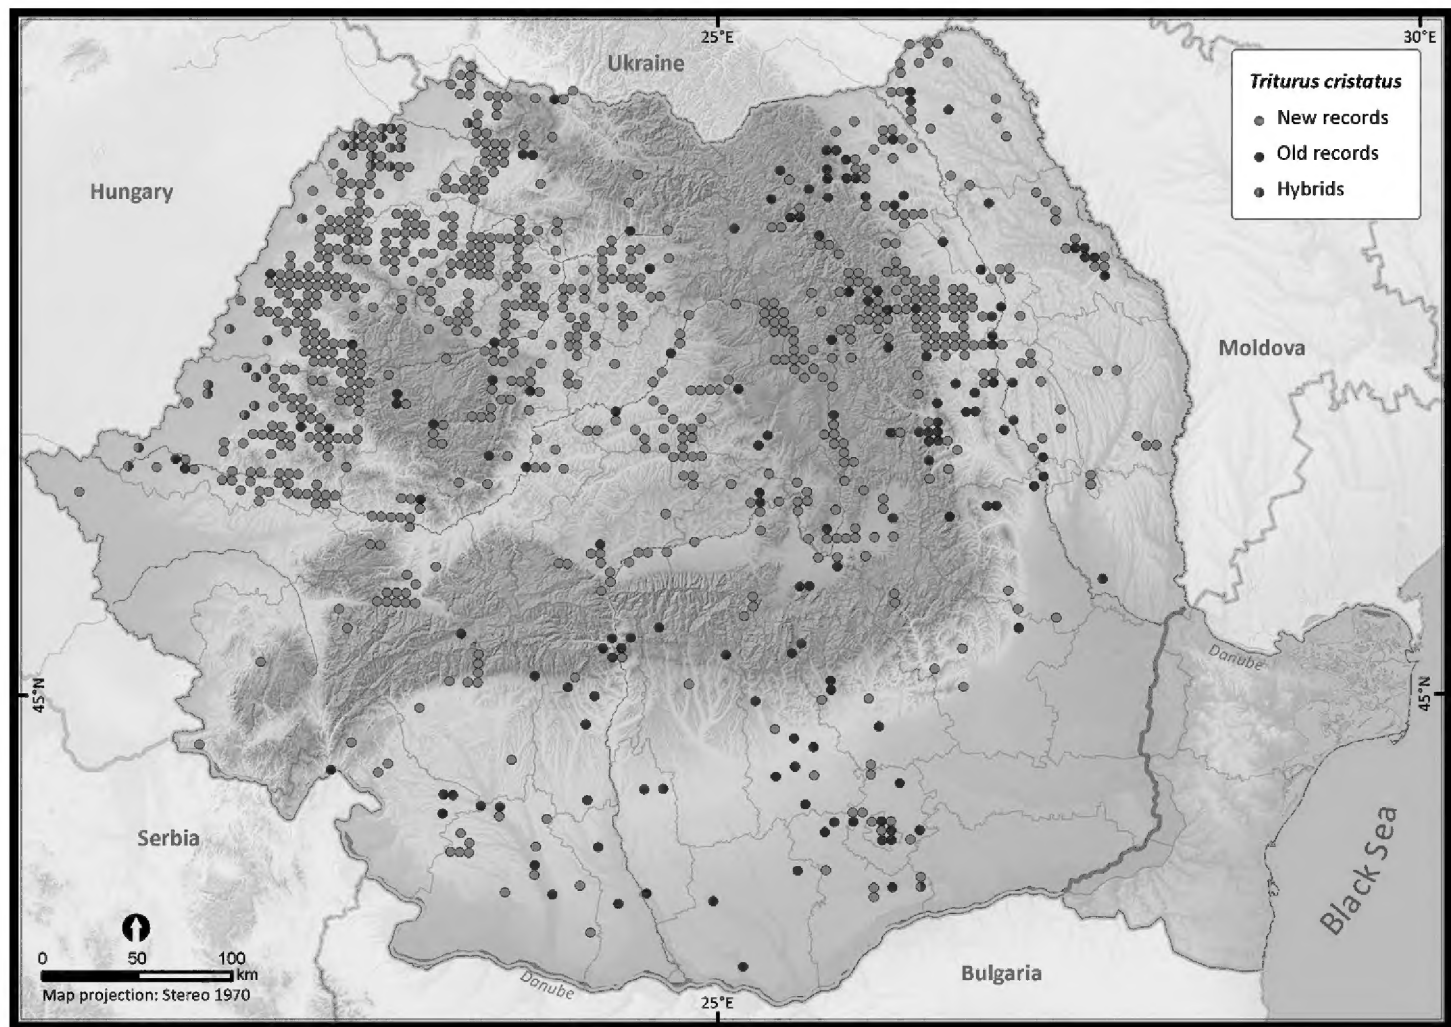 25°E
30°E
Ukraine
Triturus cristatus
New records
Old records
Hybrids
Hungary
Moldova
Danube
45°N
45°N
Serbia
Black Sea
0 50 100
km
Map projection: Stereo 1970
Danube
25°E
Bulgaria